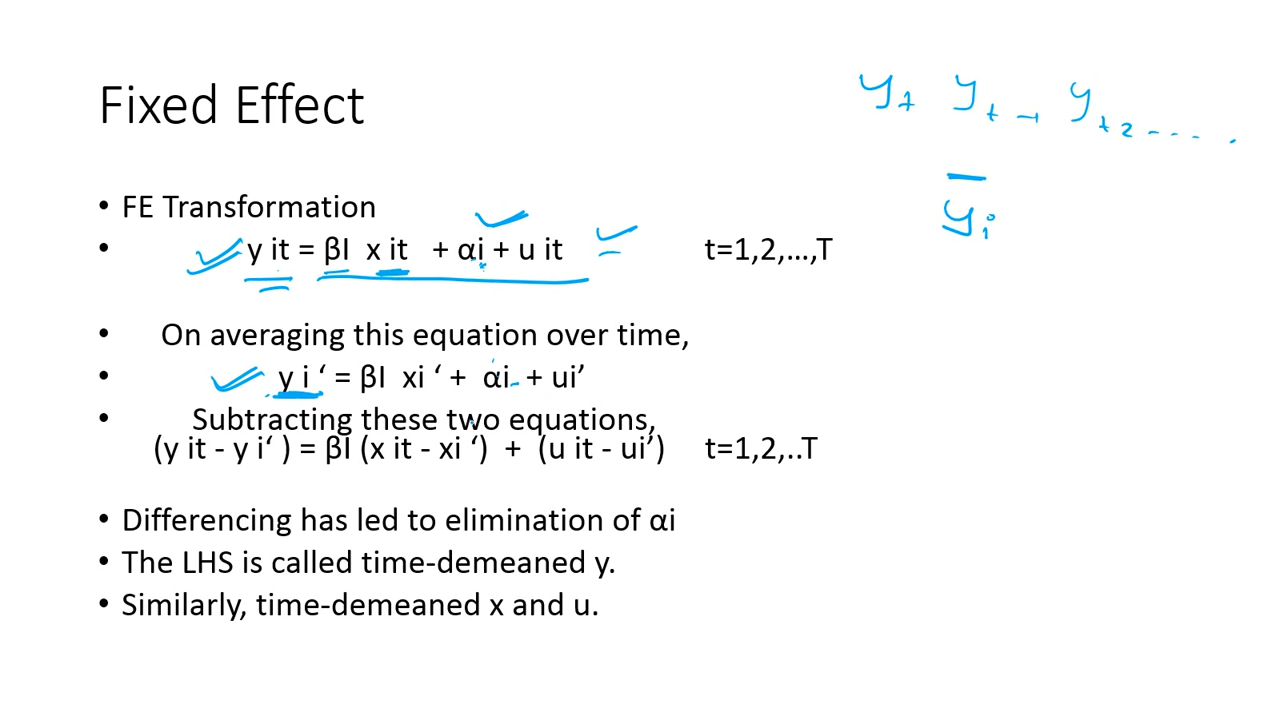 Fixed Effect
y t y t-1 y t2 ----.
y̅ i
• FE Transformation
• y it = βI x it + αi + u it t=1,2,...,T
• On averaging this equation over time,
• y i ‘ = βI xi ‘ + αi + ui’
• Subtracting these two equations,
(y it - y i‘ ) = βI (x it - xi ‘) + (u it - ui’) t=1,2,..T
• Differencing has led to elimination of αi
• The LHS is called time-demeaned y.
• Similarly, time-demeaned x and u.